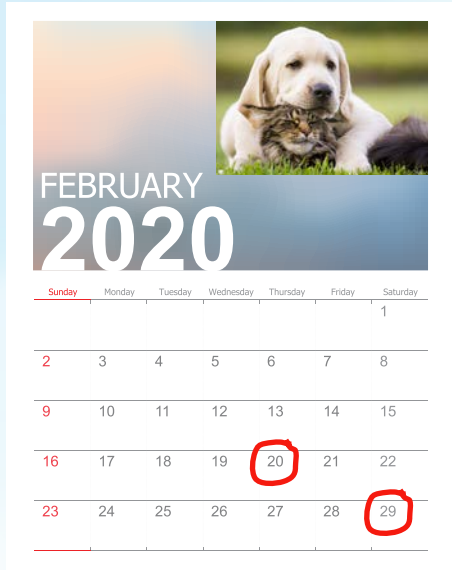 FEBRUARY
2020
Sunday Monday Tuesday Wednesday Thursday Friday Saturday
1
2 3 4 5 6 7 8
9 10 11 12 13 14 15
16 17 18 19 20 21 22
23 24 25 26 27 28 29